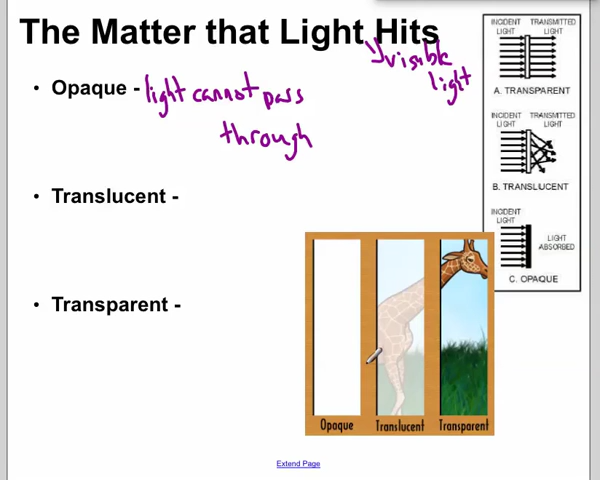 The Matter that Light Hits
visible
light
• Opaque - light cannot pass
through
• Translucent -
• Transparent -
INCIDENT LIGHT TRANSMITTED LIGHT
A. TRANSPARENT
INCIDENT LIGHT TRANSMITTED LIGHT
B. TRANSLUCENT
INCIDENT LIGHT
LIGHT ABSORBED
C. OPAQUE
Opaque Translucent Transparent
Extend Page